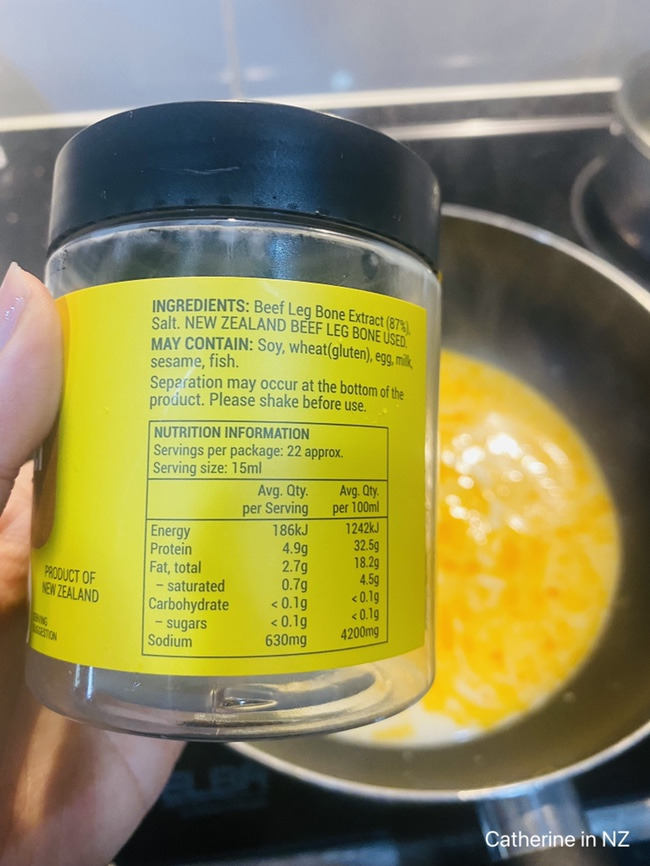 INGREDIENTS: Beef Leg Bone Extract (87%),
Salt. NEW ZEALAND BEEF LEG BONE USED.
MAY CONTAIN: Soy, wheat(gluten), egg, milk,
sesame, fish.
Separation may occur at the bottom of the
product. Please shake before use.
NUTRITION INFORMATION
Servings per package: 22 approx.
Serving size: 15ml
Avg. Qty. per Serving Avg. Qty. per 100ml
Energy 186kJ 1242kJ
Protein 4.9g 32.5g
Fat, total 2.7g 18.2g
– saturated 0.7g 4.5g
Carbohydrate < 0.1g < 0.1g
– sugars < 0.1g < 0.1g
Sodium 630mg 4200mg
PRODUCT OF
NEW ZEALAND
Catherine in NZ